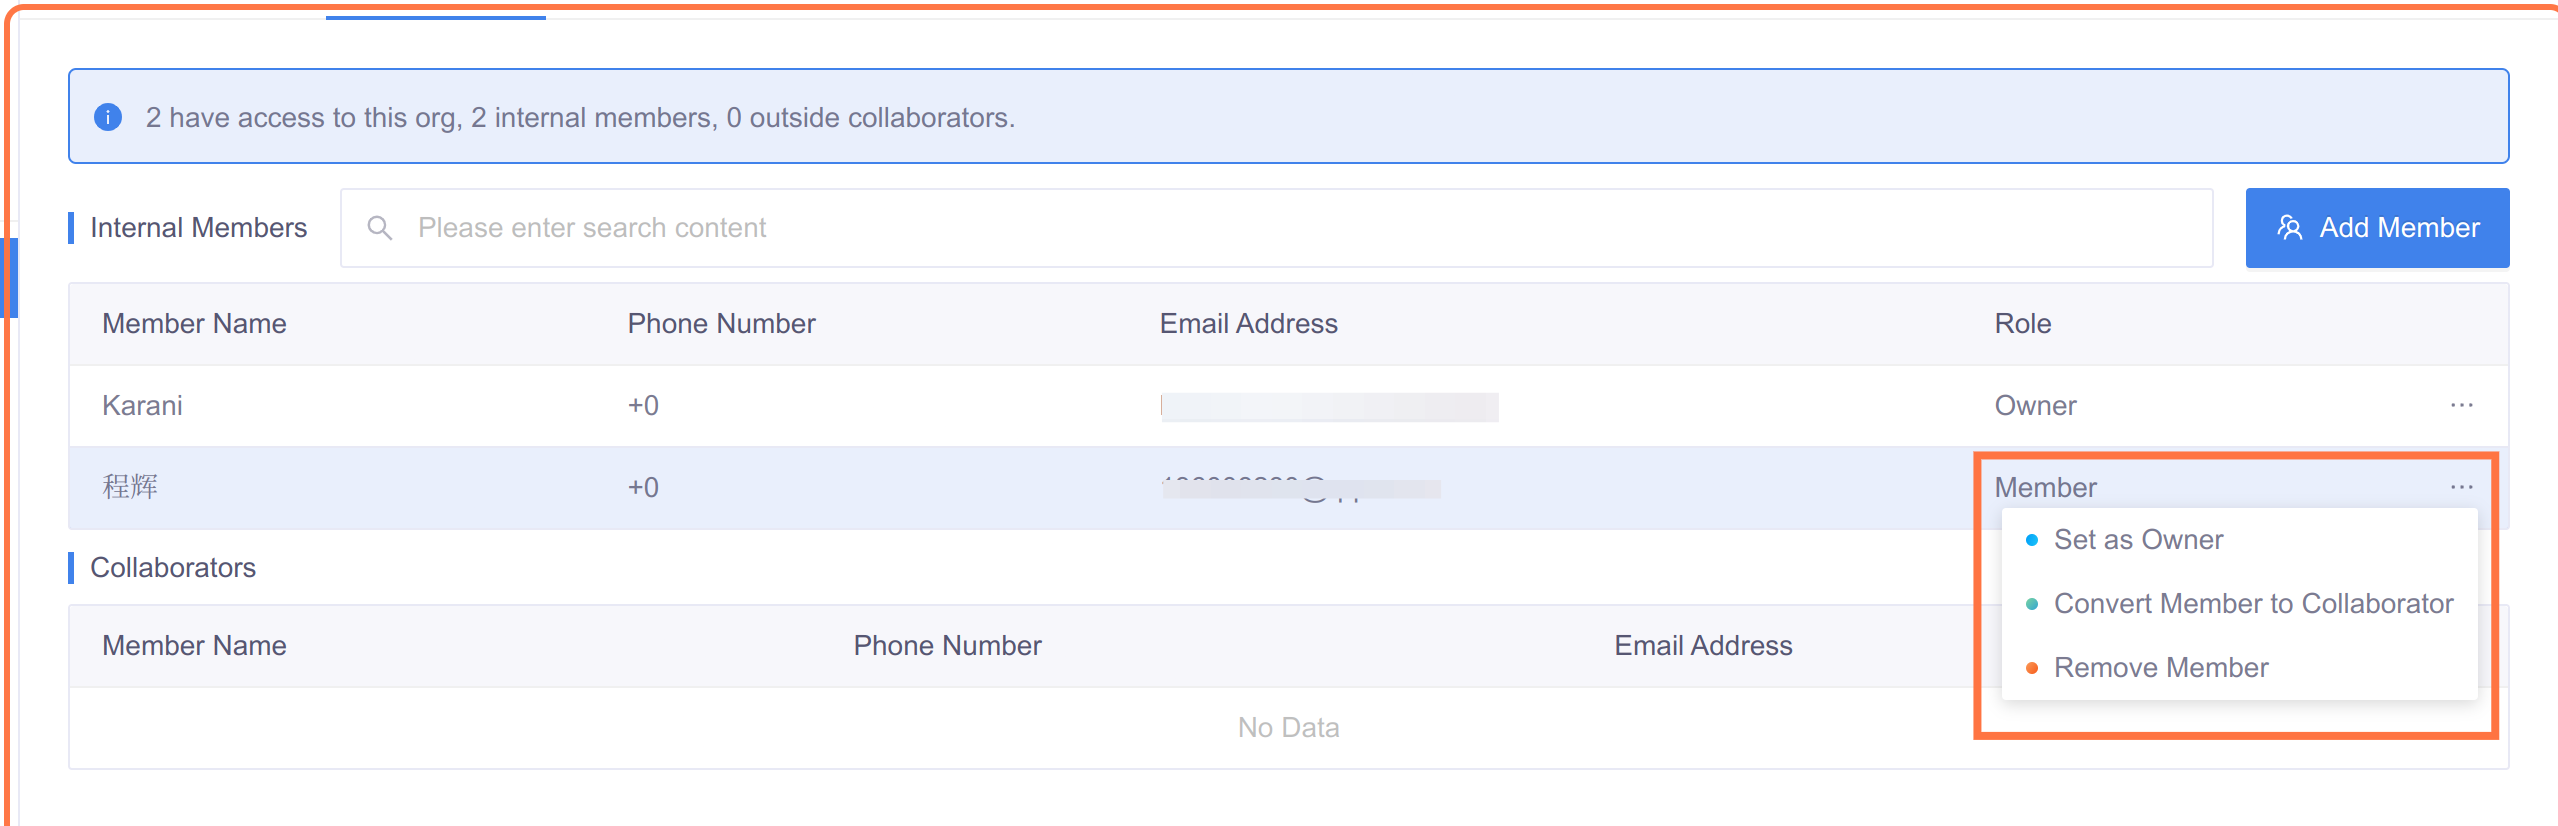 2 have access to this org, 2 internal members, 0 outside collaborators.
Internal Members
Please enter search content
Add Member
Member Name Phone Number Email Address Role
Karani +0 Owner
程辉 +0 Member
Set as Owner
Convert Member to Collaborator
Remove Member
Collaborators
Member Name Phone Number Email Address
No Data